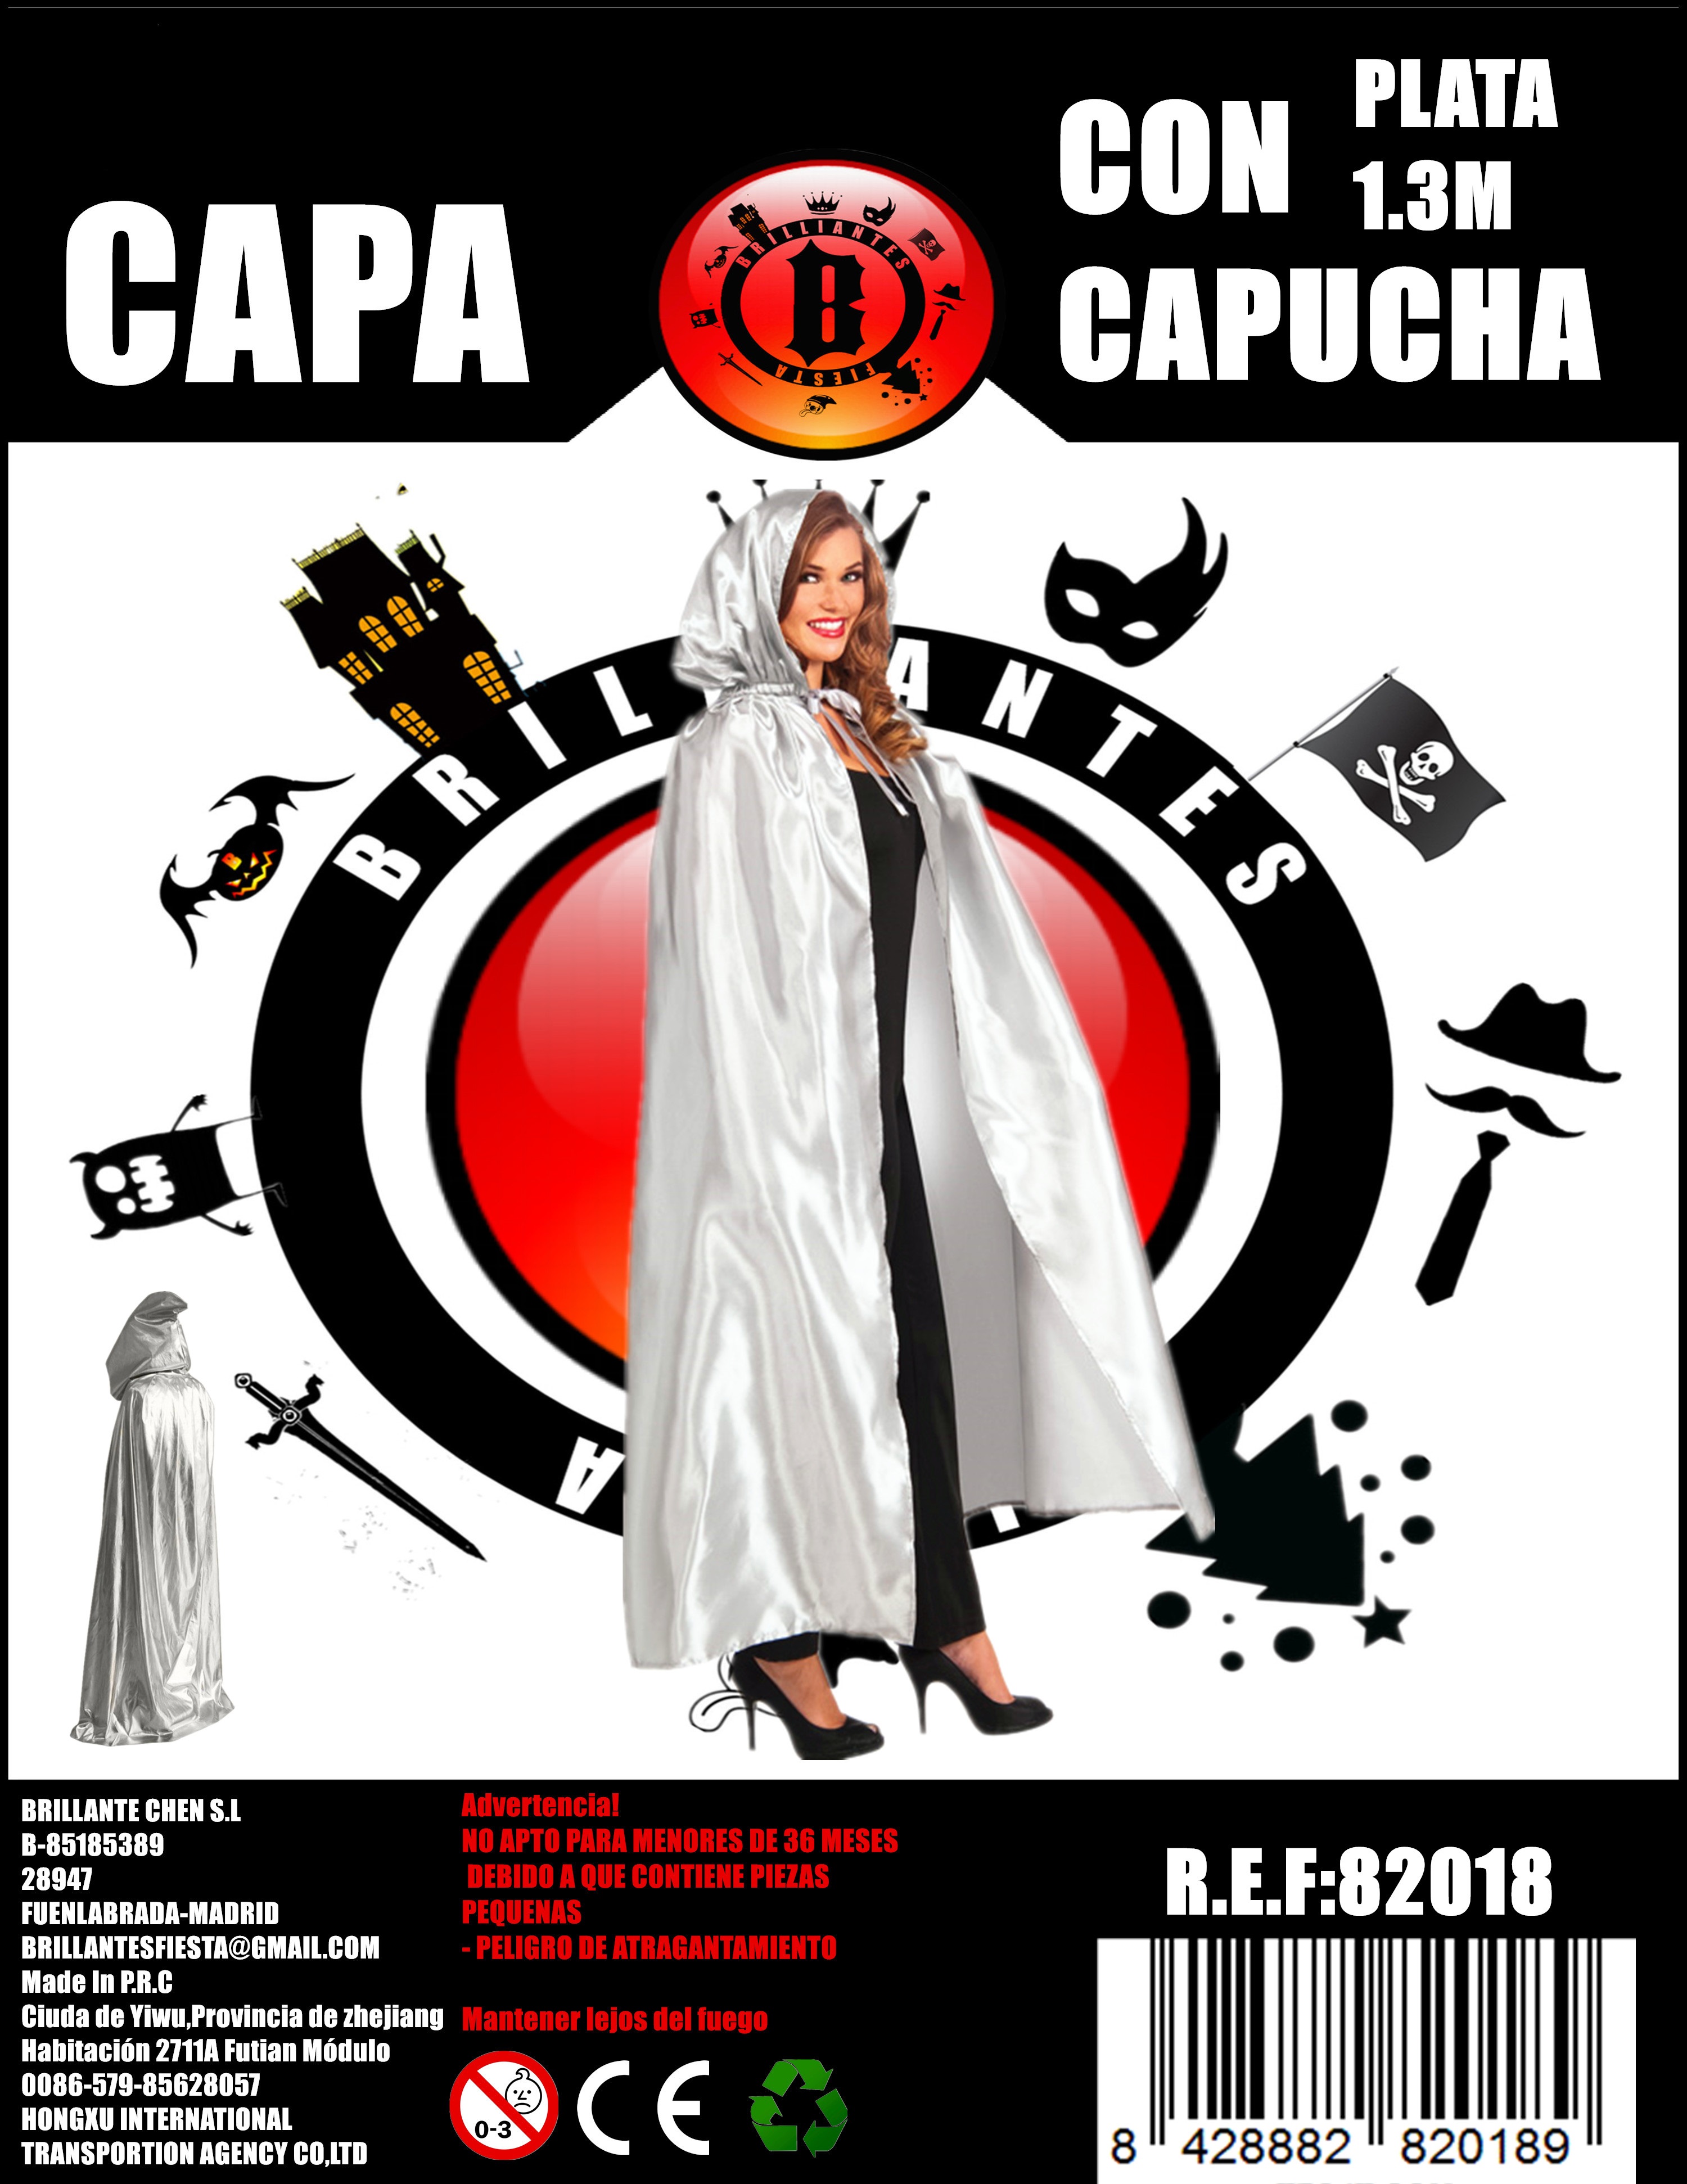 CAPA
CON
PLATA
1.3M
CAPUCHA
BRILLIANTES
B
FIESTA
BRIL ANTES
A
BRILLANTE CHEN S.L
B-85185389
28947
FUENLABRADA-MADRID
BRILLANTESFIESTA@GMAIL.COM
Made In P.R.C
Ciuda de Yiwu,Provincia de zhejiang
Habitación 2711A Futian Módulo
0086-579-85628057
HONGXU INTERNATIONAL
TRANSPORTION AGENCY CO,LTD
Advertencia!
NO APTO PARA MENORES DE 36 MESES
DEBIDO A QUE CONTIENE PIEZAS
PEQUENAS
- PELIGRO DE ATRAGANTAMIENTO
Mantener lejos del fuego
0-3
CE
R.E.F:82018
8 428882 820189